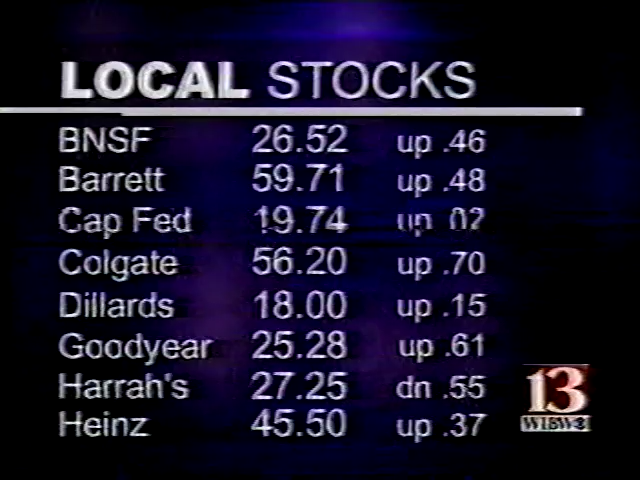 LOCAL STOCKS
BNSF 26.52 up .46
Barrett 59.71 up .48
Cap Fed 19.74 up .02
Colgate 56.20 up .70
Dillards 18.00 up .15
Goodyear 25.28 up .61
Harrah's 27.25 dn .55
Heinz 45.50 up .37
13
WIBW